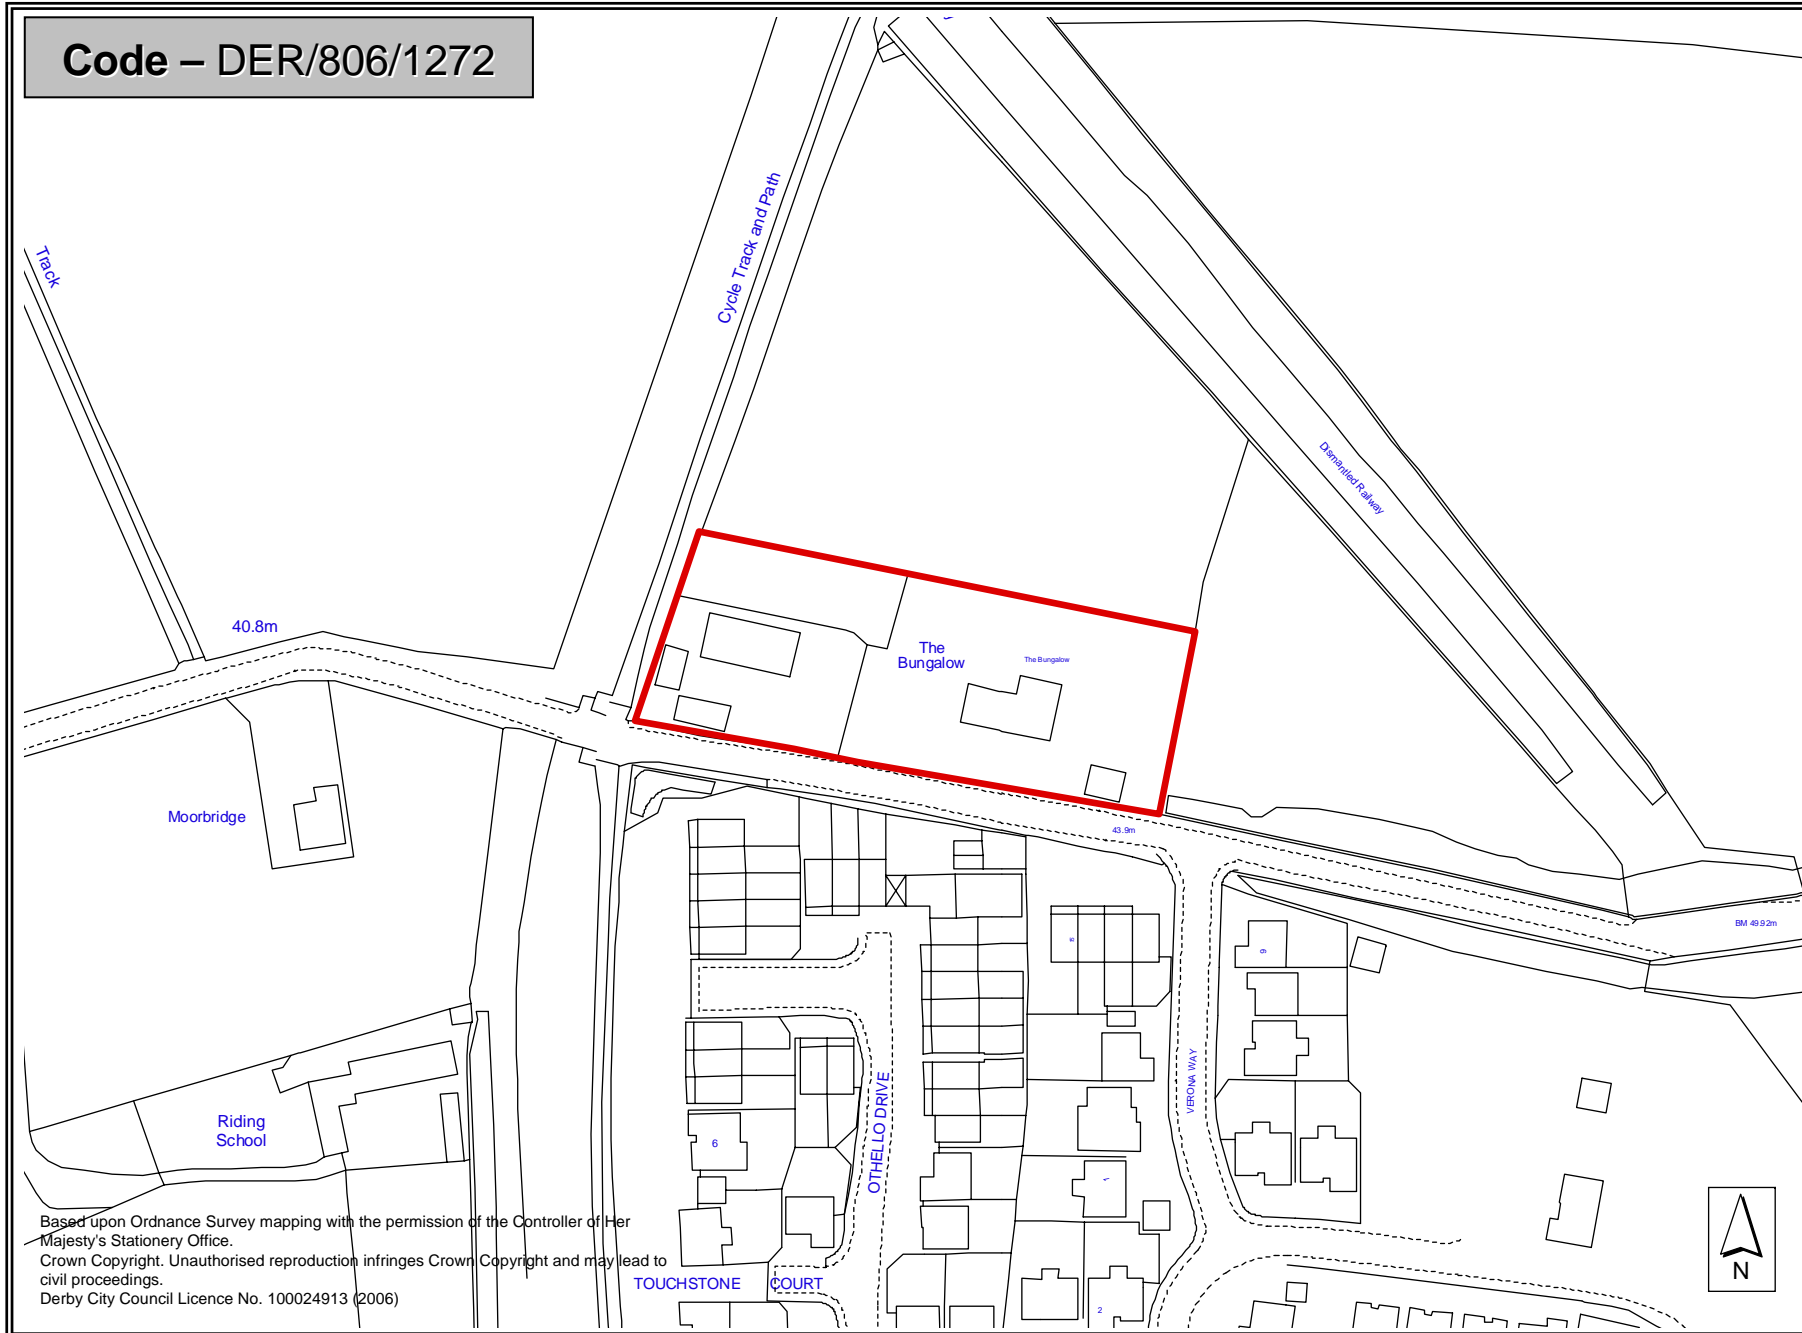 Code – DER/806/1272
Track
Cycle Track and Path
Dismantled Railway
40.8m
The
Bungalow
The Bungalow
Moorbridge
43.9m
BM 49.92m
8
9
VERONA WAY
OTHELLO DRIVE
Riding
School
6
1
Based upon Ordnance Survey mapping with the permission of the Controller of Her
Majesty's Stationery Office.
Crown Copyright. Unauthorised reproduction infringes Crown Copyright and may lead to
civil proceedings.
Derby City Council Licence No. 100024913 (2006)
TOUCHSTONE COURT
2
N